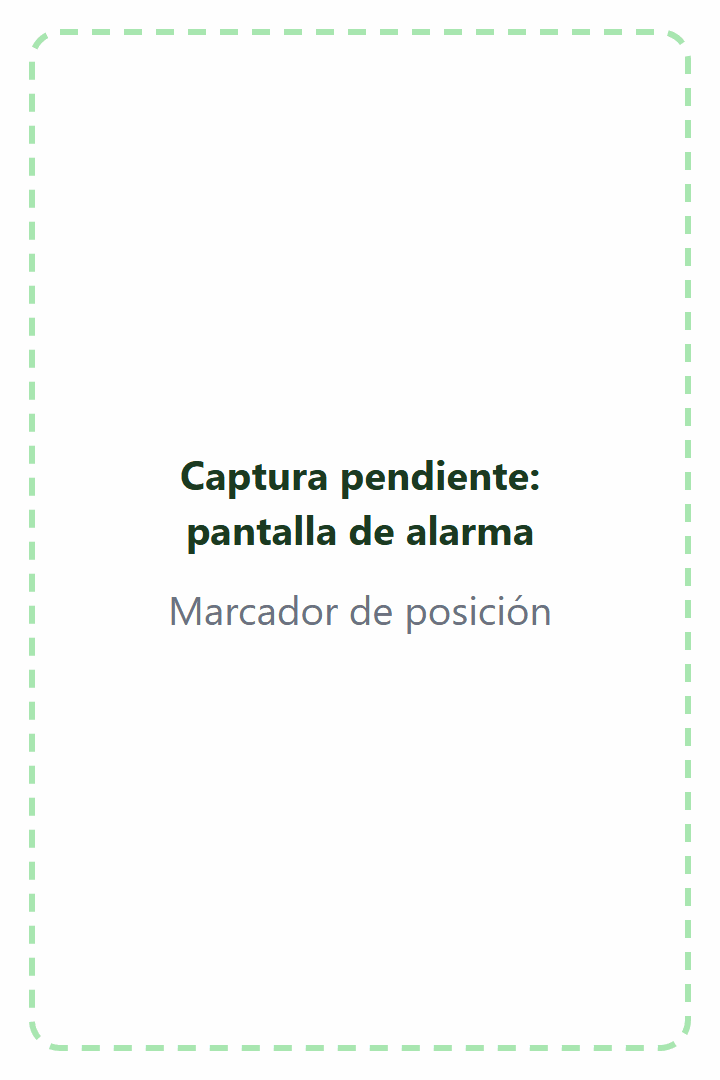 Captura pendiente:
pantalla de alarma
Marcador de posición